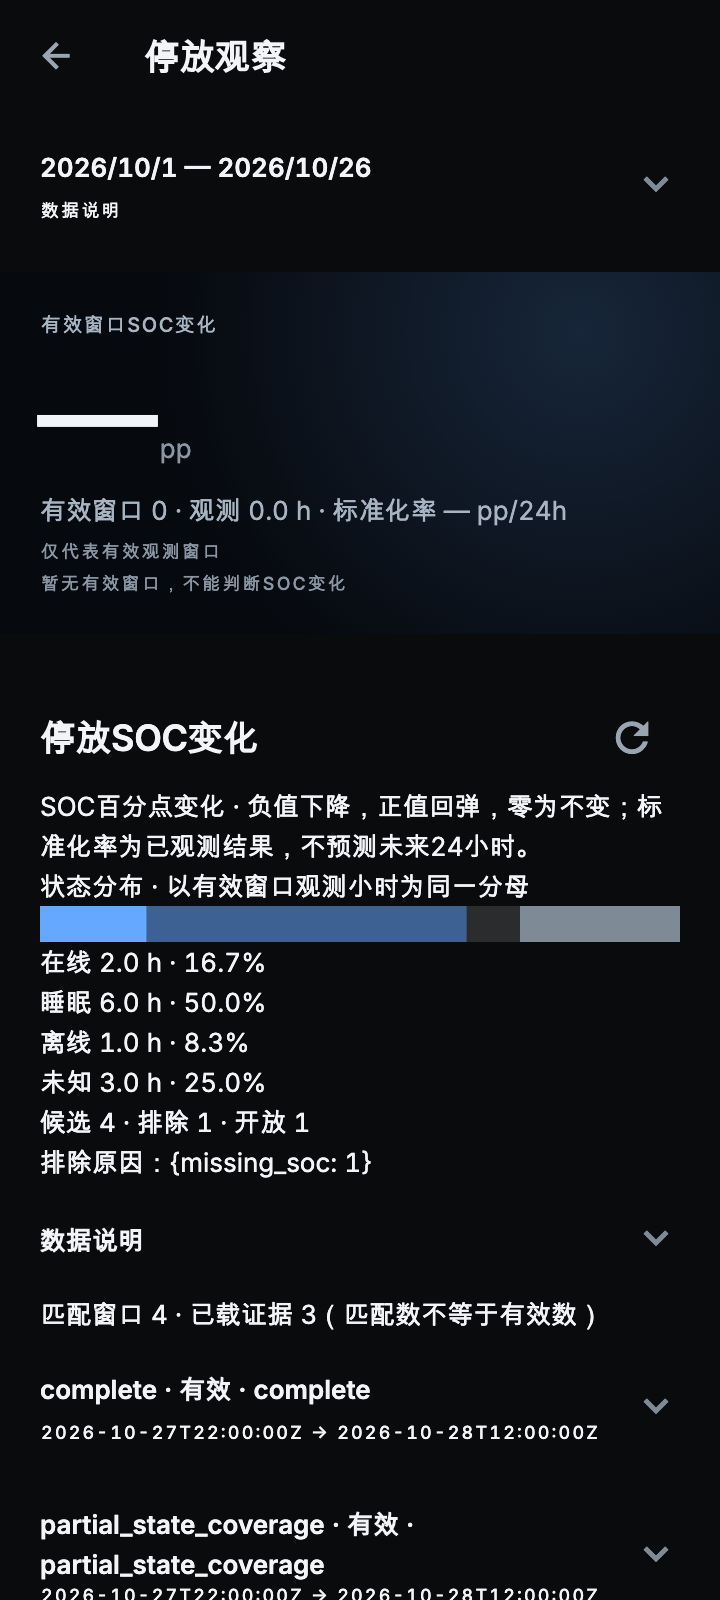 停放观察
2026/10/1 — 2026/10/26
数据说明
有效窗口SOC变化
— pp
有效窗口 0 · 观测 0.0 h · 标准化率 — pp/24h
仅代表有效观测窗口
暂无有效窗口，不能判断SOC变化
停放SOC变化
SOC百分点变化 · 负值下降，正值回弹，零为不变；标
准化率为已观测结果，不预测未来24小时。
状态分布 · 以有效窗口观测小时为同一分母
在线 2.0 h · 16.7%
睡眠 6.0 h · 50.0%
离线 1.0 h · 8.3%
未知 3.0 h · 25.0%
候选 4 · 排除 1 · 开放 1
排除原因：{missing_soc: 1}
数据说明
匹配窗口 4 · 已载证据 3（匹配数不等于有效数）
complete · 有效 · complete
2026-10-27T22:00:00Z → 2026-10-28T12:00:00Z
partial_state_coverage · 有效 ·
partial_state_coverage
2026-10-27T22:00:00Z → 2026-10-28T12:00:00Z